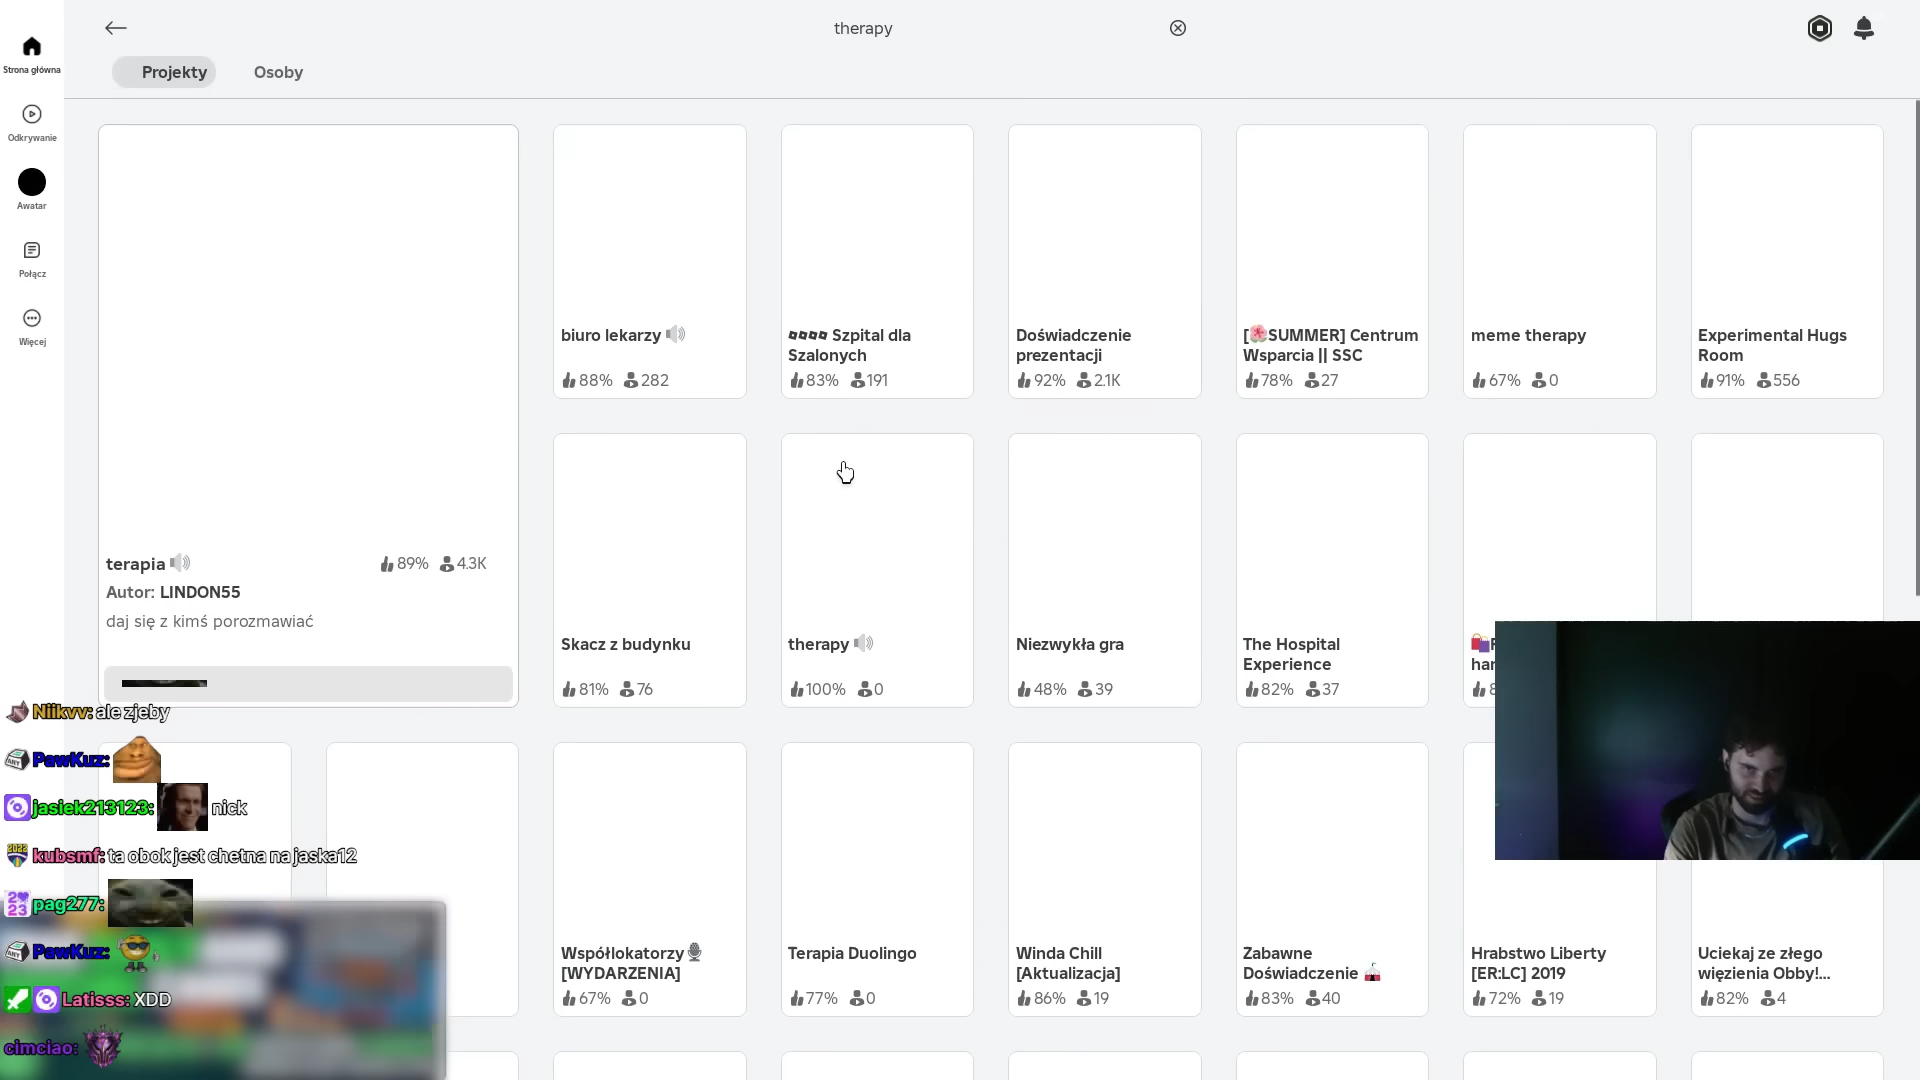 therapy
Strona główna
Projekty
Osoby
Odkrywanie
Awatar
Połącz
Więcej
biuro lekarzy 🔊
88% 282
Szpital dla
Szalonych
83% 191
Doświadczenie
prezentacji
92% 2.1K
[🌺SUMMER] Centrum
Wsparcia || SSC
78% 27
meme therapy
67% 0
Experimental Hugs
Room
91% 556
terapia 🔊
89% 4.3K
Autor: LINDON55
daj się z kimś porozmawiać
Skacz z budynku
81% 76
therapy 🔊
100% 0
Niezwykła gra
48% 39
The Hospital
Experience
82% 37
Niikvv: ale zjeby
PawKuz:
jasiek213123: nick
kubsmf: ta obok jest chetna na jaska12
pag277:
PawKuz:
Latisss: XDD
cimciao:
Współlokatorzy🎙
[WYDARZENIA]
67% 0
Terapia Duolingo
77% 0
Winda Chill
[Aktualizacja]
86% 19
Zabawne
Doświadczenie 🎪
83% 40
Hrabstwo Liberty
[ER:LC] 2019
72% 19
Uciekaj ze złego
więzienia Obby!...
82% 4